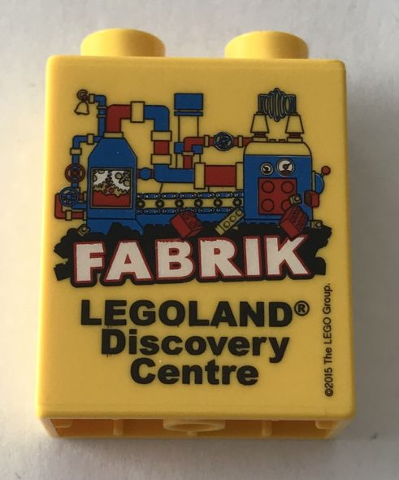 FABRIK
LEGOLAND®
Discovery
Centre
©2015 The LEGO Group.